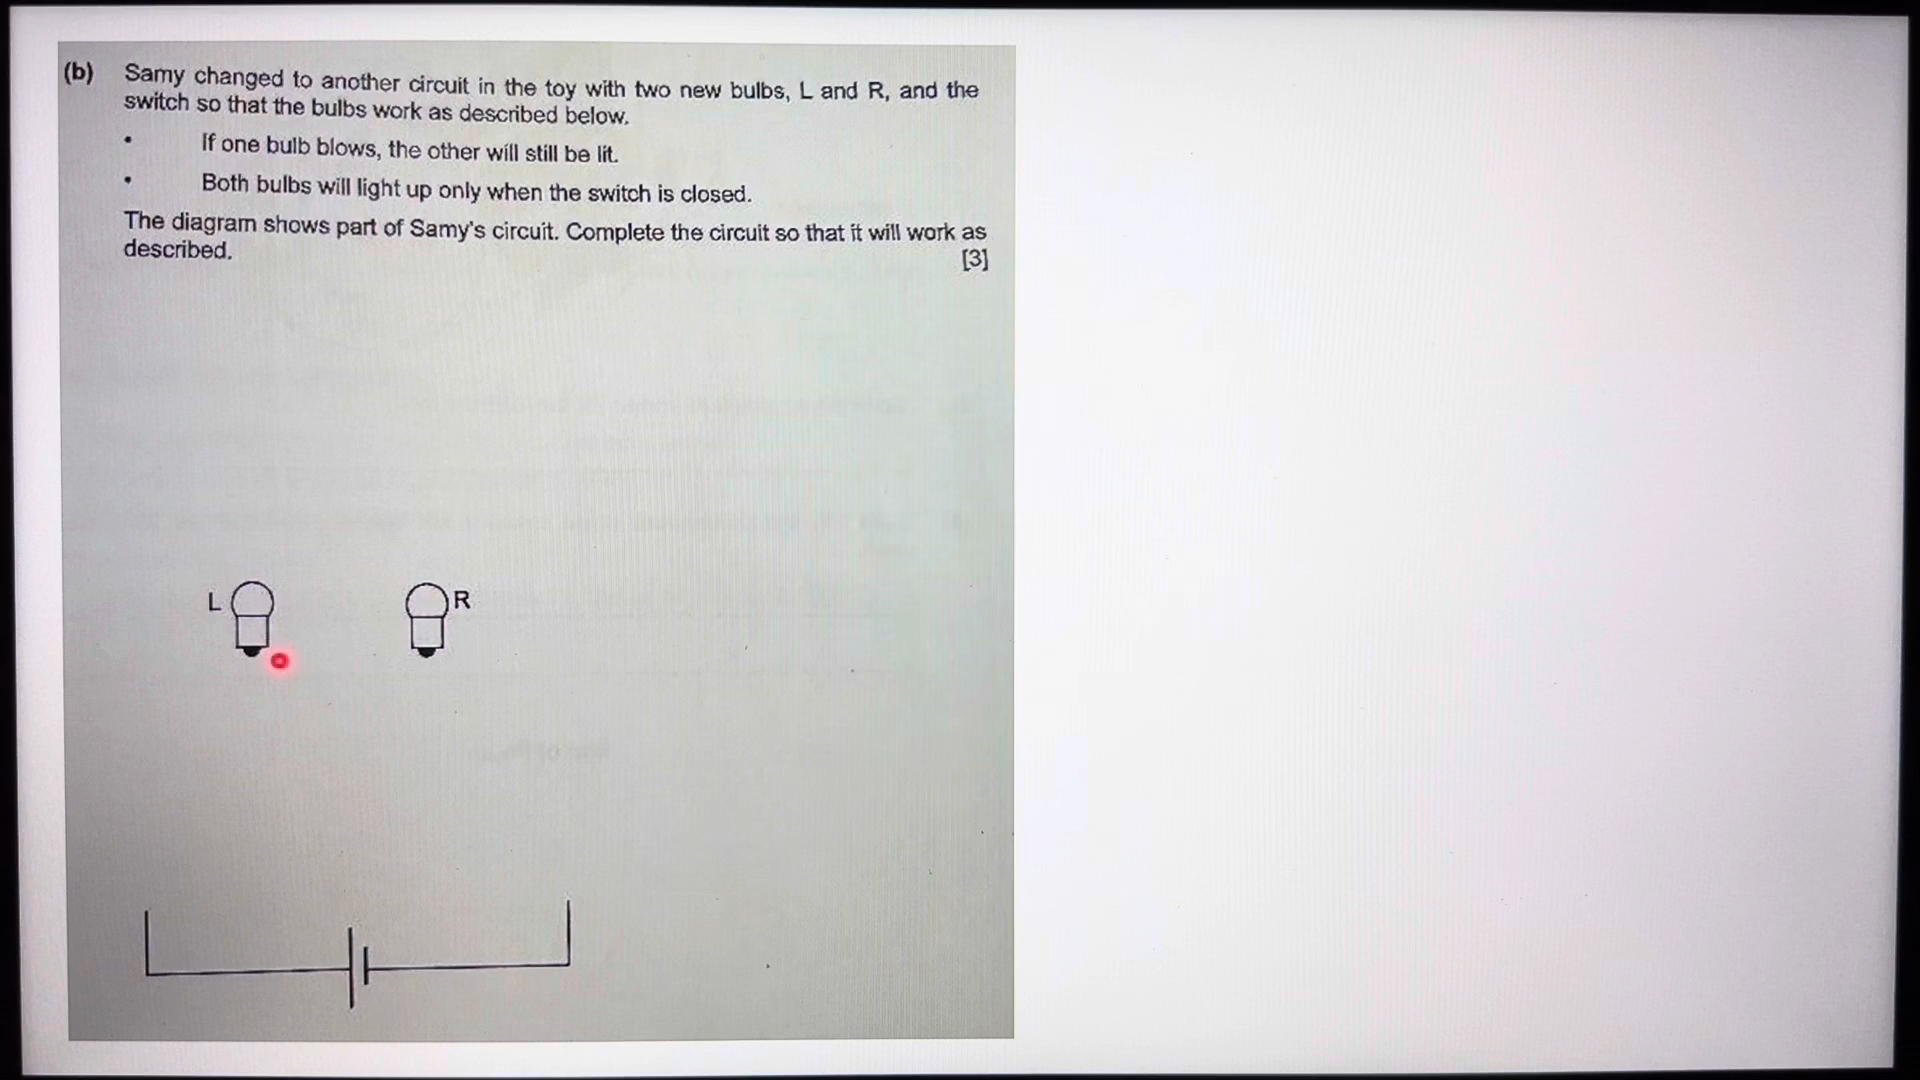 (b) Samy changed to another circuit in the toy with two new bulbs, L and R, and the
switch so that the bulbs work as described below.
• If one bulb blows, the other will still be lit.
• Both bulbs will light up only when the switch is closed.
The diagram shows part of Samy's circuit. Complete the circuit so that it will work as
described. [3]
L R